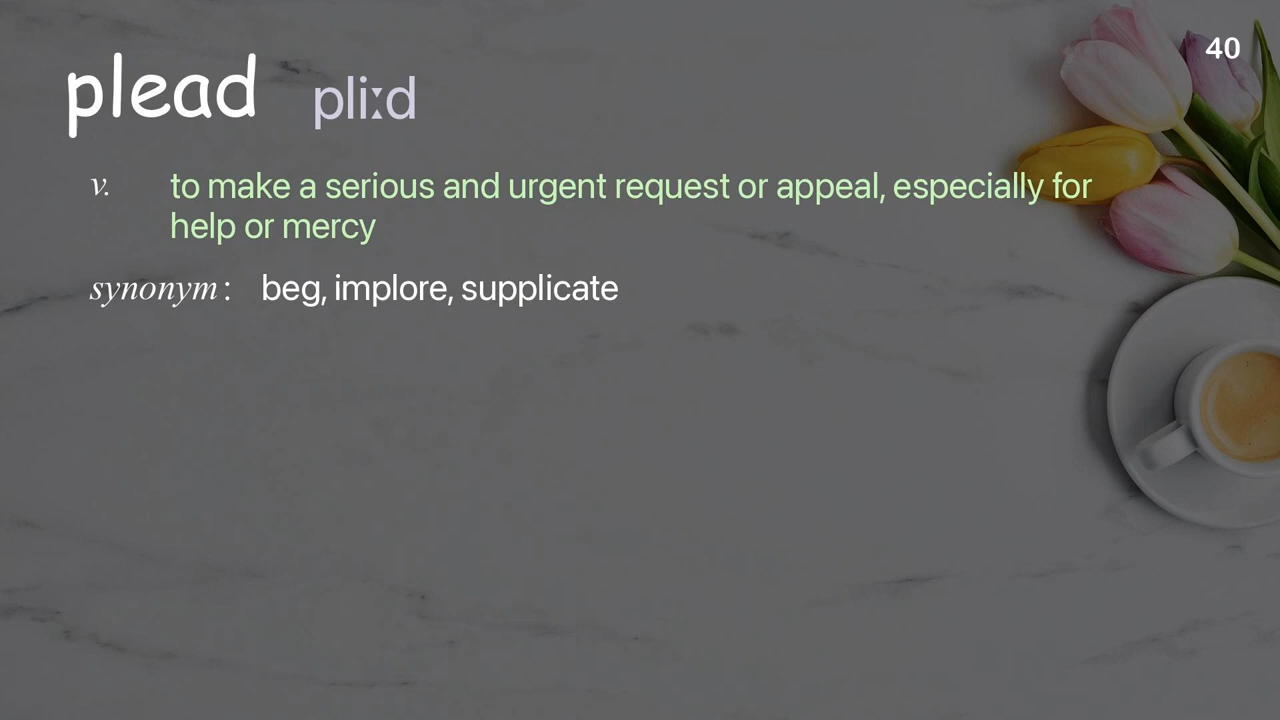 40
plead pliːd
v. to make a serious and urgent request or appeal, especially for
help or mercy
synonym : beg, implore, supplicate